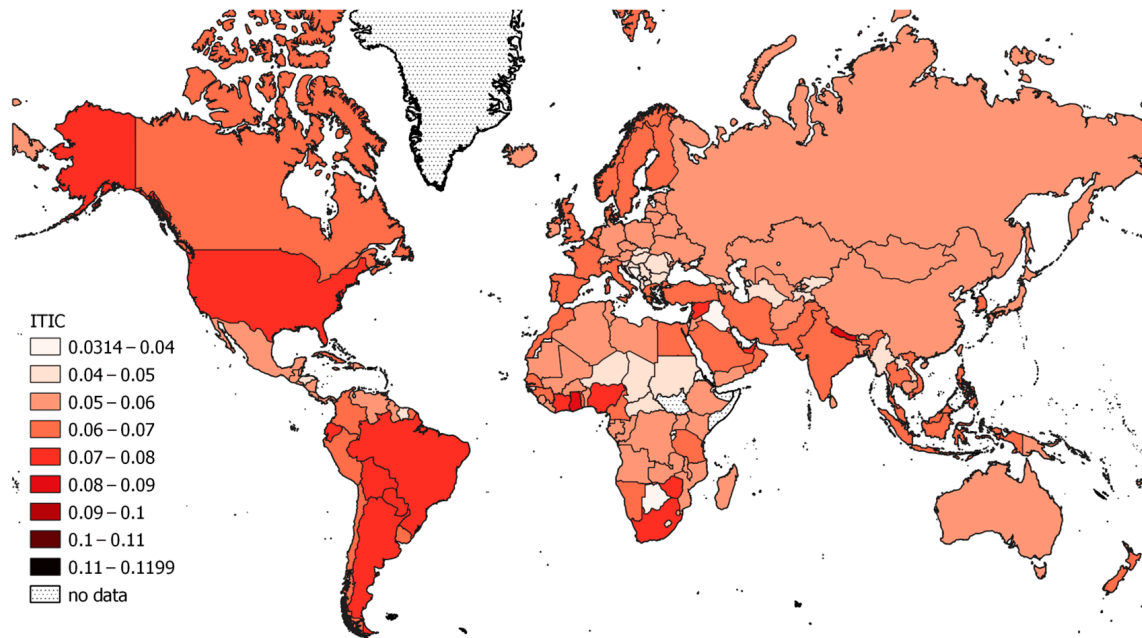 ITIC
0.0314 – 0.04
0.04 – 0.05
0.05 – 0.06
0.06 – 0.07
0.07 – 0.08
0.08 – 0.09
0.09 – 0.1
0.1 – 0.11
0.11 – 0.1199
no data